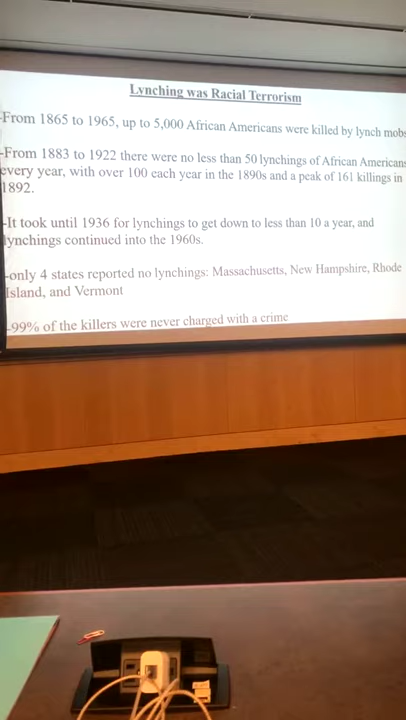 Lynching was Racial Terrorism
-From 1865 to 1965, up to 5,000 African Americans were killed by lynch mobs
-From 1883 to 1922 there were no less than 50 lynchings of African Americans
every year, with over 100 each year in the 1890s and a peak of 161 killings in
1892.
-It took until 1936 for lynchings to get down to less than 10 a year, and
lynchings continued into the 1960s.
-only 4 states reported no lynchings: Massachusetts, New Hampshire, Rhode
Island, and Vermont
-99% of the killers were never charged with a crime